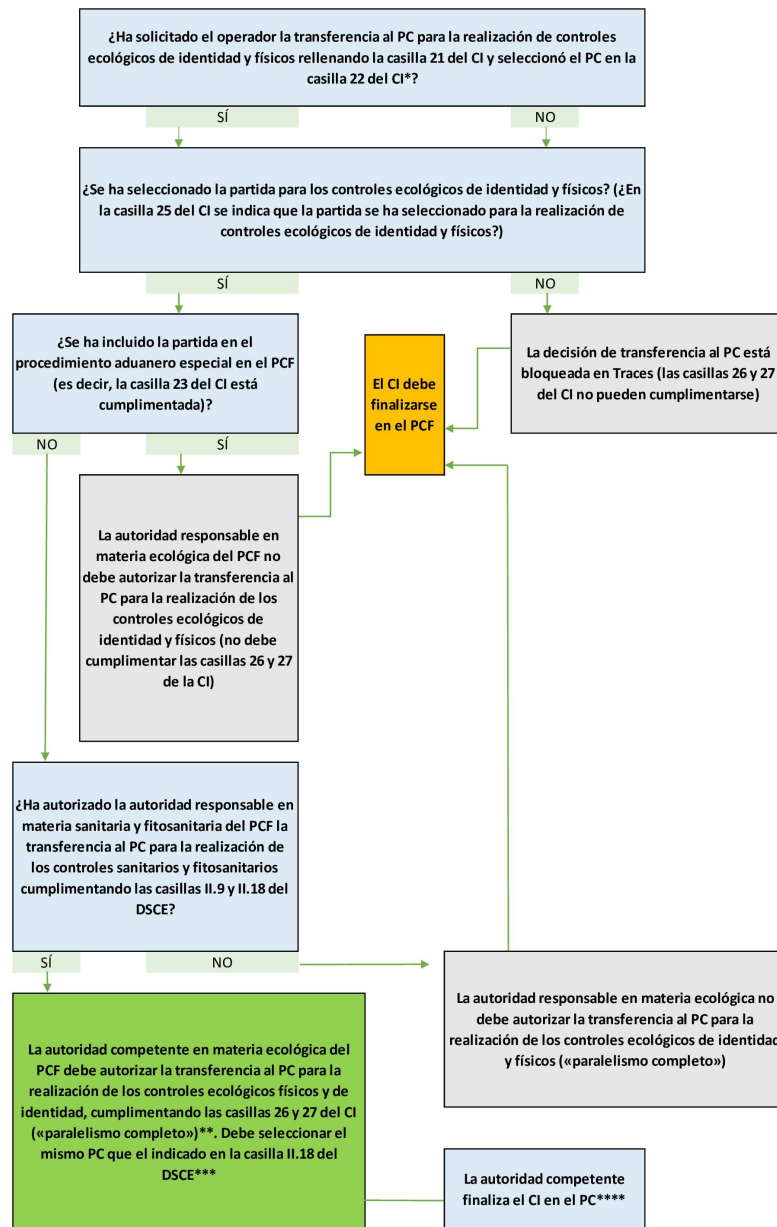 ¿Ha solicitado el operador la transferencia al PC para la realización de controles
ecológicos de identidad y físicos rellenando la casilla 21 del CI y seleccionó el PC en la
casilla 22 del CI*?
SÍ
NO
¿Se ha seleccionado la partida para los controles ecológicos de identidad y físicos? (¿En
la casilla 25 del CI se indica que la partida se ha seleccionado para la realización de
controles ecológicos de identidad y físicos?)
SÍ
NO
¿Se ha incluido la partida en el
procedimiento aduanero especial en el PCF
(es decir, la casilla 23 del CI está
cumplimentada)?
El CI debe
finalizarse
en el PCF
La decisión de transferencia al PC está
bloqueada en Traces (las casillas 26 y 27
del CI no pueden cumplimentarse)
NO
SÍ
La autoridad responsable en
materia ecológica del PCF no
debe autorizar la transferencia al
PC para la realización de los
controles ecológicos de
identidad y físicos (no debe
cumplimentar las casillas 26 y 27
de la CI)
¿Ha autorizado la autoridad responsable en
materia sanitaria y fitosanitaria del PCF la
transferencia al PC para la realización de
los controles sanitarios y fitosanitarios
cumplimentando las casillas II.9 y II.18 del
DSCE?
SÍ
NO
La autoridad responsable en materia ecológica no
debe autorizar la transferencia al PC para la
realización de los controles ecológicos de identidad
y físicos («paralelismo completo»)
La autoridad competente en materia ecológica del
PCF debe autorizar la transferencia al PC para la
realización de los controles ecológicos físicos y de
identidad, cumplimentando las casillas 26 y 27 del CI
(«paralelismo completo»)**. Debe seleccionar el
mismo PC que el indicado en la casilla II.18 del
DSCE***
La autoridad competente
finaliza el CI en el PC****